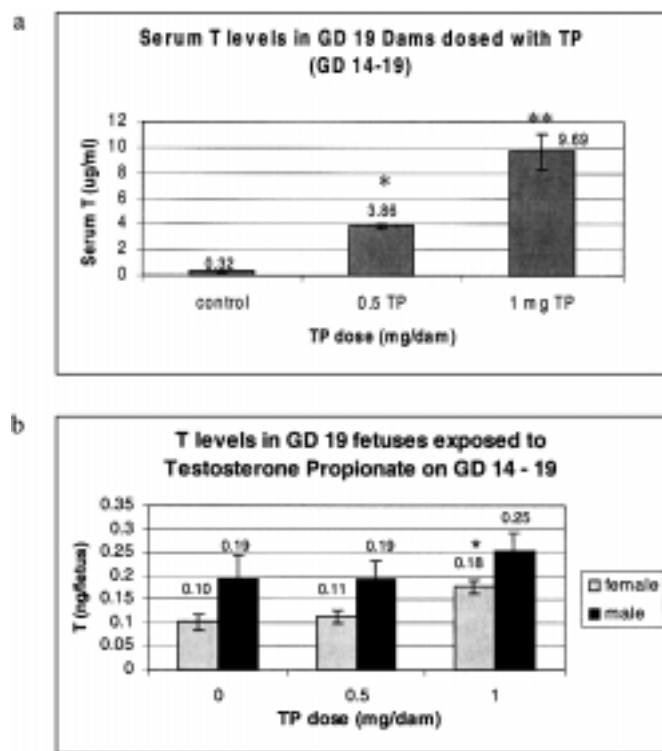 a
Serum T levels in GD 19 Dams dosed with TP
(GD 14-19)
Serum T (ug/ml)
12
10
8
6
4
2
0
0.32
*
3.86
**
9.69
control
0.5 TP
1 mg TP
TP dose (mg/dam)
b
T levels in GD 19 fetuses exposed to
Testosterone Propionate on GD 14 - 19
T (ng/fetus)
0.35
0.3
0.25
0.2
0.15
0.1
0.05
0
0.10
0.19
0.11
0.19
*
0.18
0.25
0
0.5
1
TP dose (mg/dam)
female
male